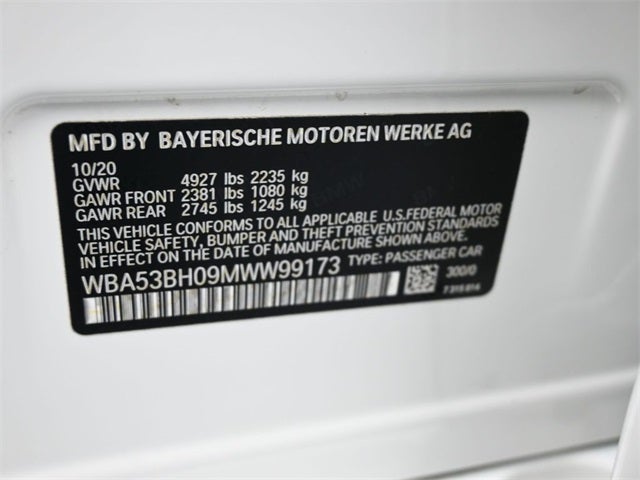 MFD BY BAYERISCHE MOTOREN WERKE AG
10/20
GVWR 4927 lbs 2235 kg
GAWR FRONT 2381 lbs 1080 kg
GAWR REAR 2745 lbs 1245 kg
THIS VEHICLE CONFORMS TO ALL APPLICABLE U.S.FEDERAL MOTOR
VEHICLE SAFETY, BUMPER AND THEFT PREVENTION STANDARDS
IN EFFECT ON THE DATE OF MANUFACTURE SHOWN ABOVE.
WBA53BH09MWW99173 TYPE: PASSENGER CAR
300/0